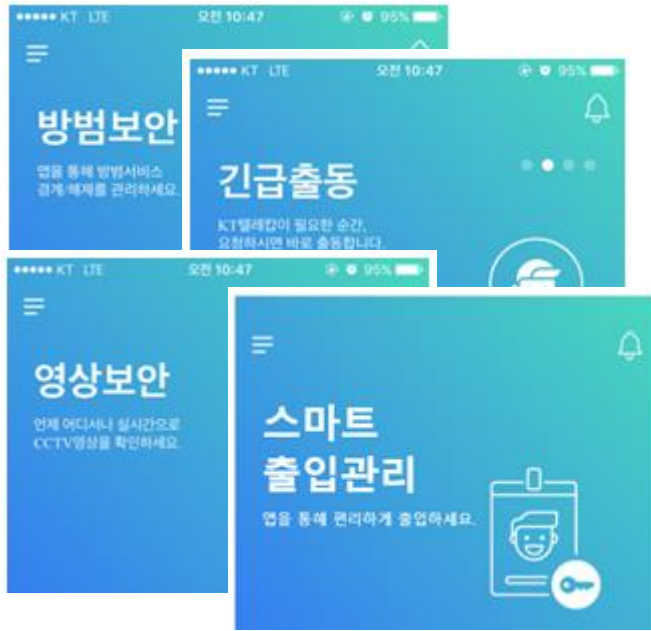 ●●●●● KT LTE 오전 10:47 95%
방범보안
앱을 통해 방범서비스
경계/해제를 관리하세요.
●●●●● KT LTE 오전 10:47 95%
긴급출동
KT텔레캅이 필요한 순간,
요청하시면 바로 출동합니다.
●●●●● KT LTE 오전 10:47 95%
영상보안
언제 어디서나 실시간으로
CCTV영상을 확인하세요.
스마트
출입관리
앱을 통해 편리하게 출입하세요.